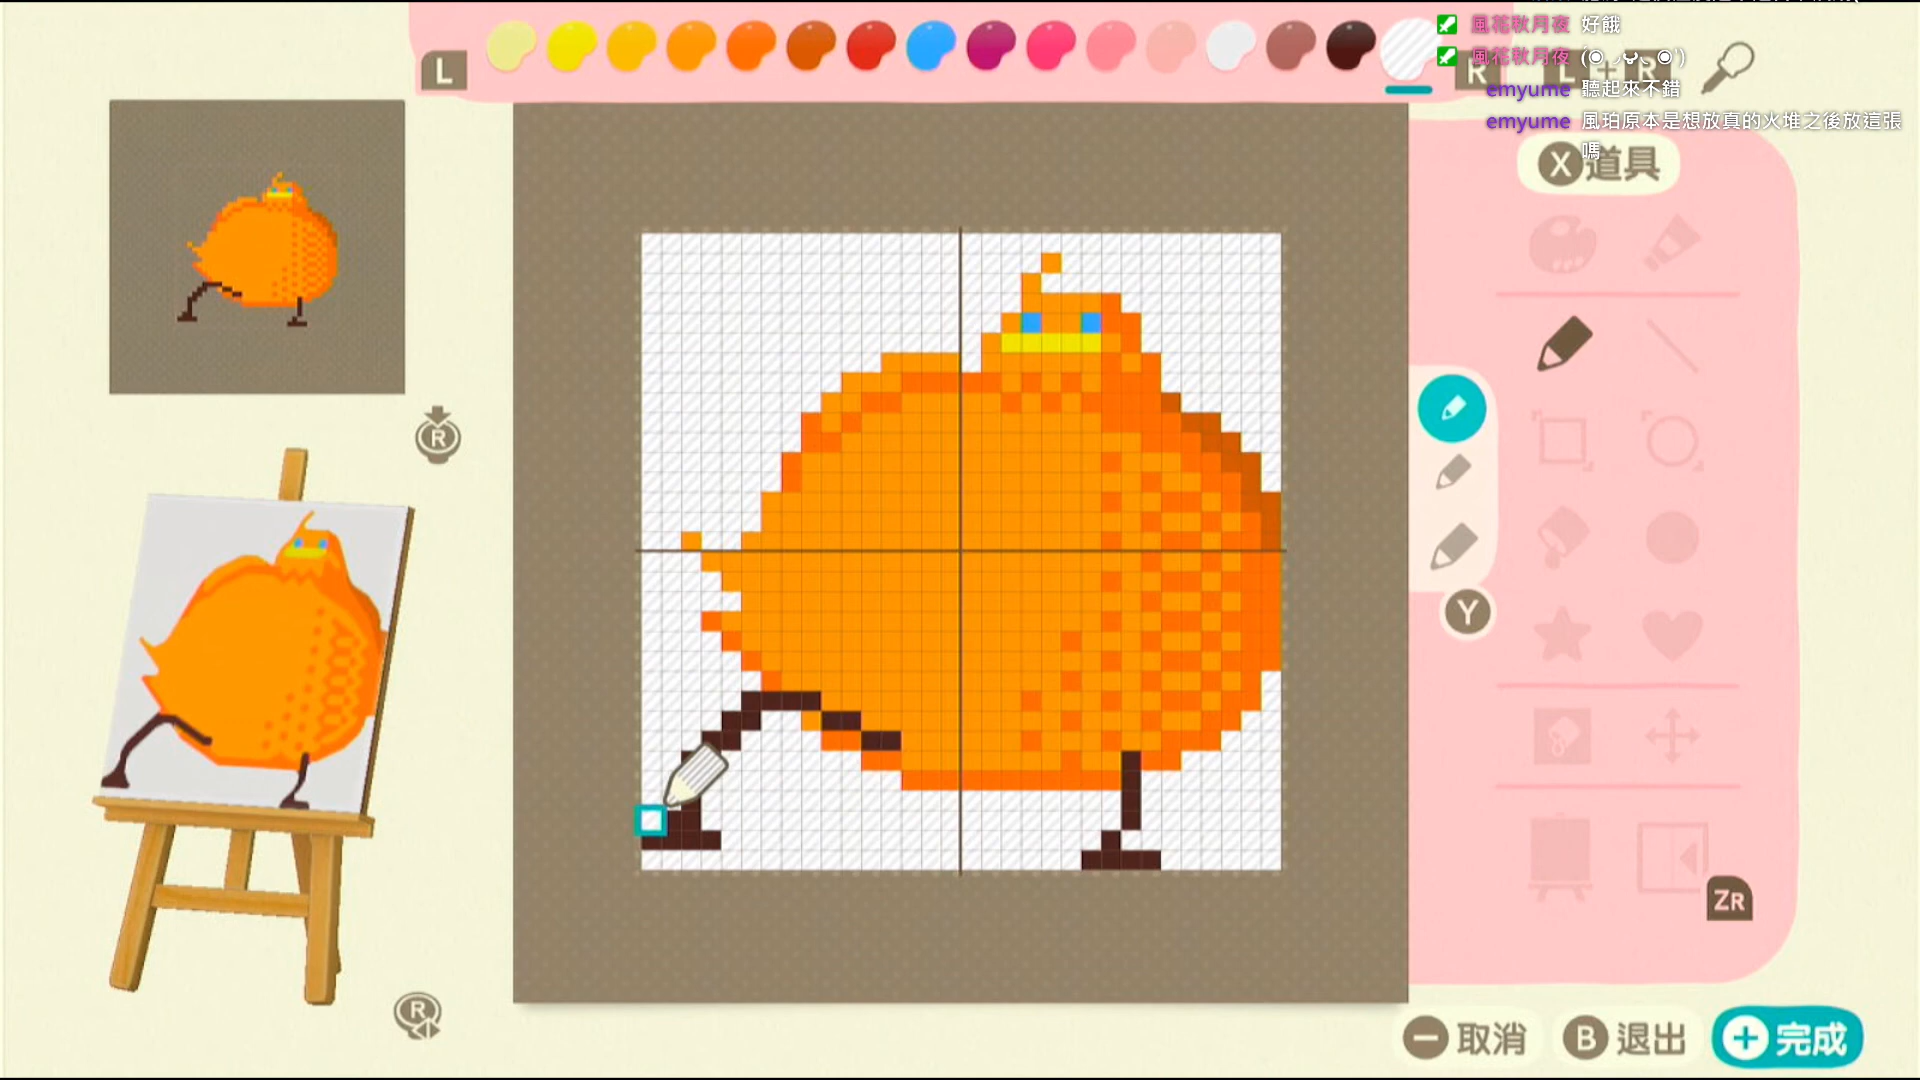 風花秋月夜 好餓
風花秋月夜 (◉◞౪◟◉`)
emyume 聽起來不錯
emyume 風珀原本是想放真的火堆之後放這張
嗎
L
R
L + R
X 道具
R
Y
ZR
R
取消
B 退出
完成